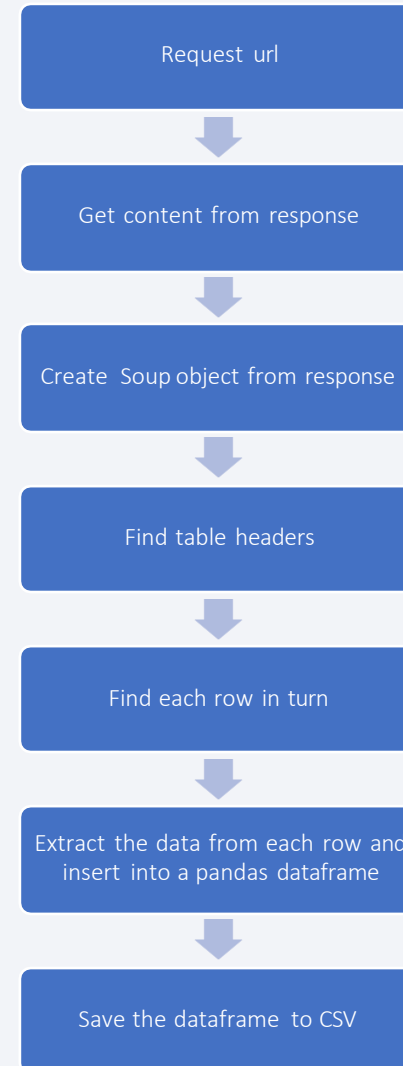 Request url
Get content from response
Create Soup object from response
Find table headers
Find each row in turn
Extract the data from each row and
insert into a pandas dataframe
Save the dataframe to CSV